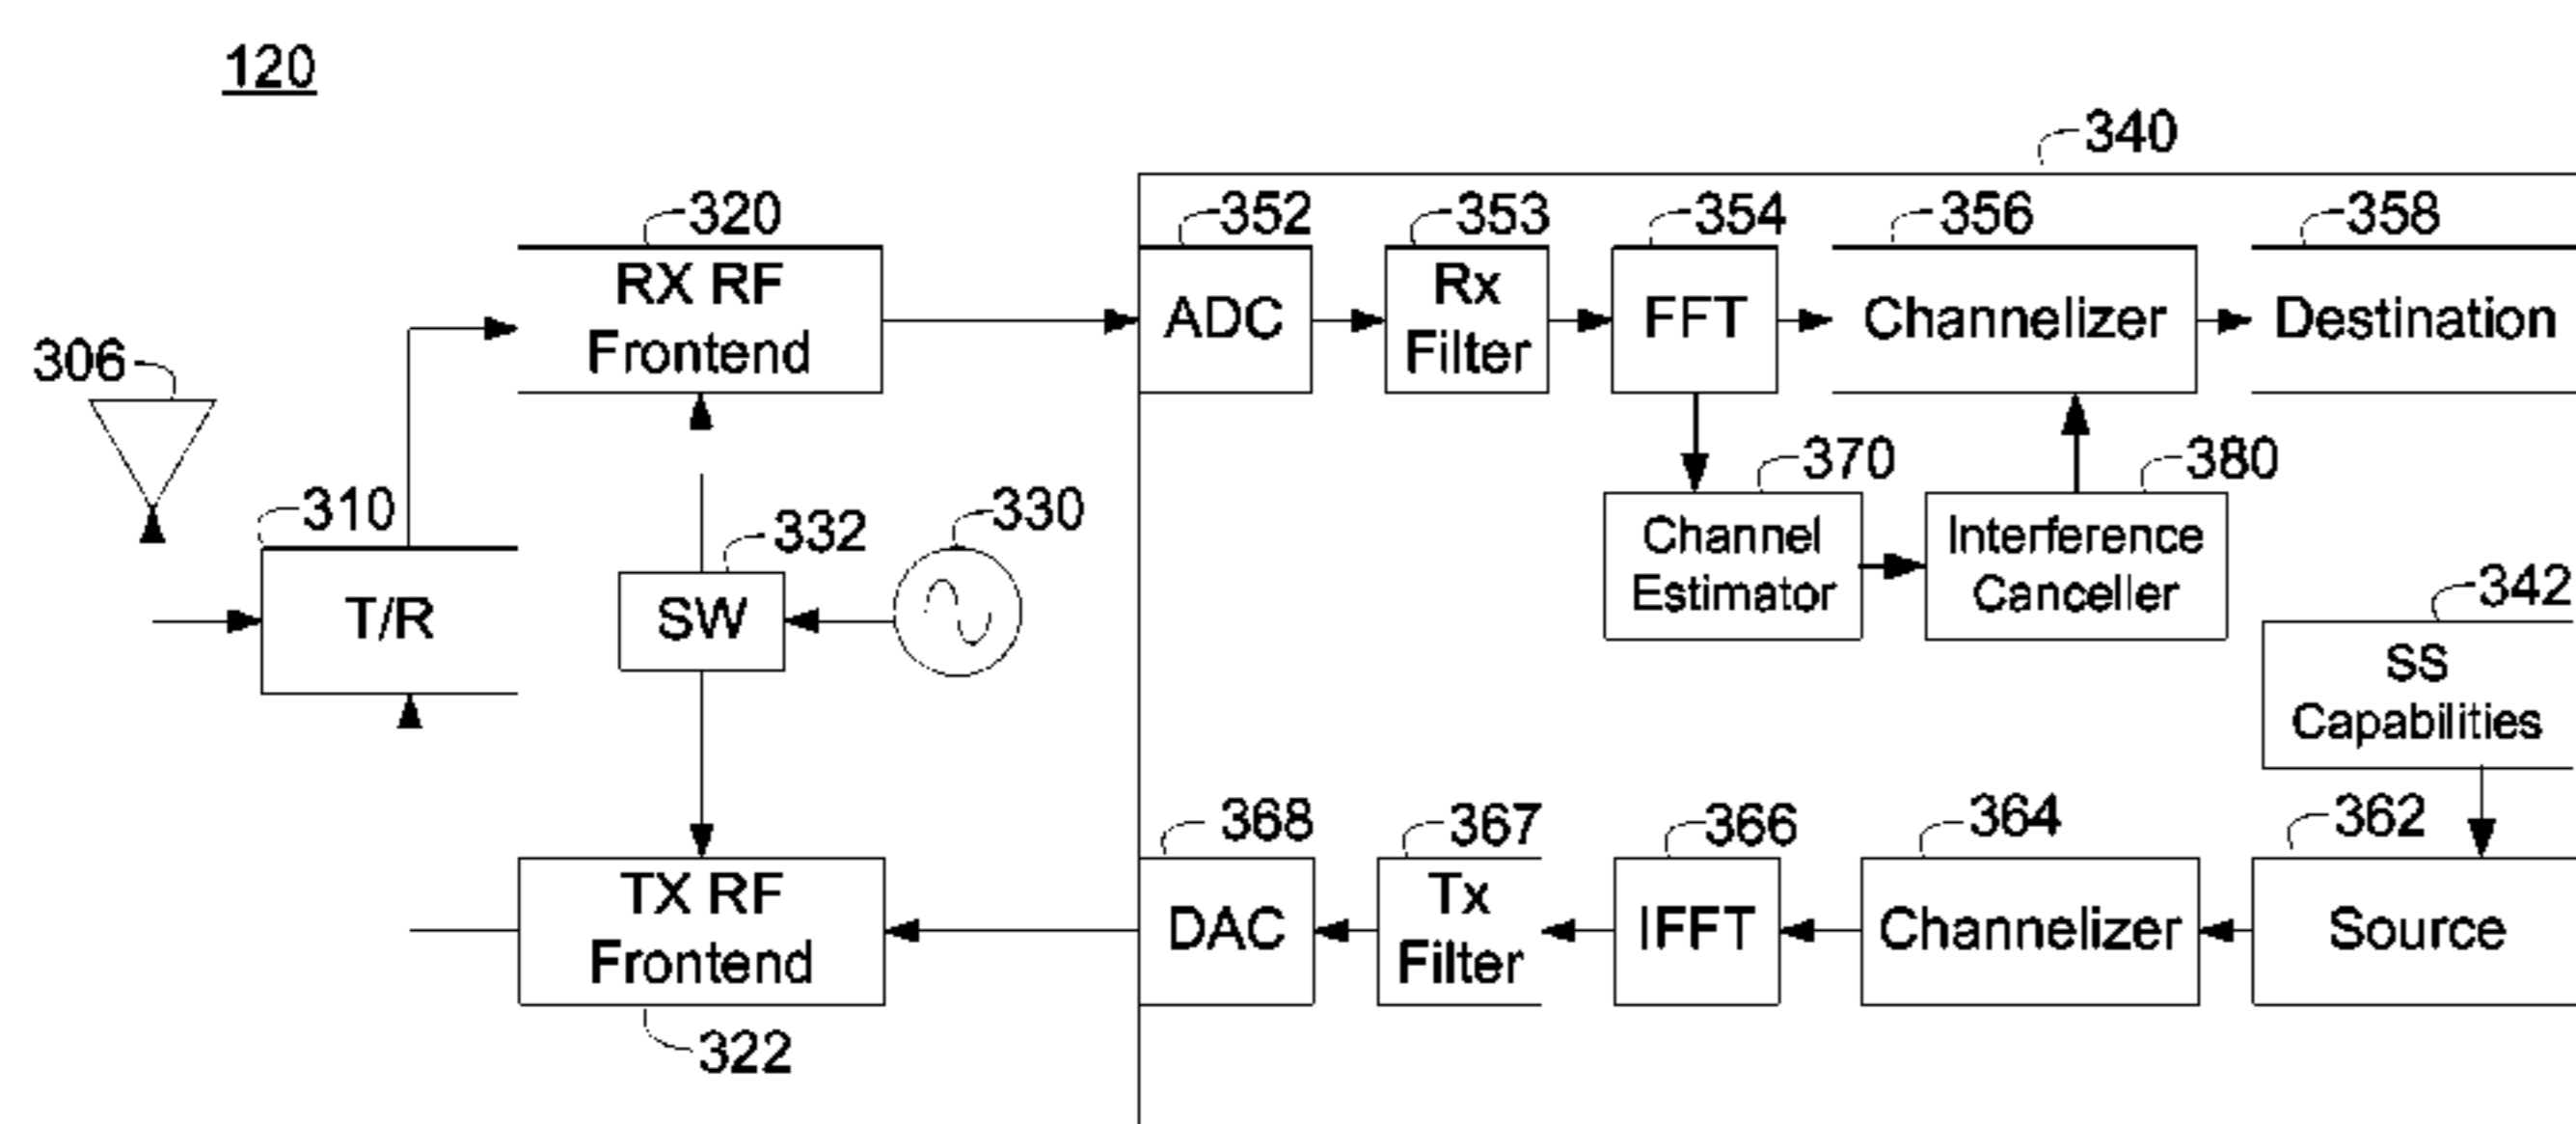 120
340
320
352
353
354
356
358
RX RF
Frontend
ADC
Rx
Filter
FFT
Channelizer
Destination
306
370
380
310
332
330
Channel
Estimator
Interference
Canceller
342
T/R
SW
SS
Capabilities
368
367
366
364
362
TX RF
Frontend
DAC
Tx
Filter
IFFT
Channelizer
Source
322